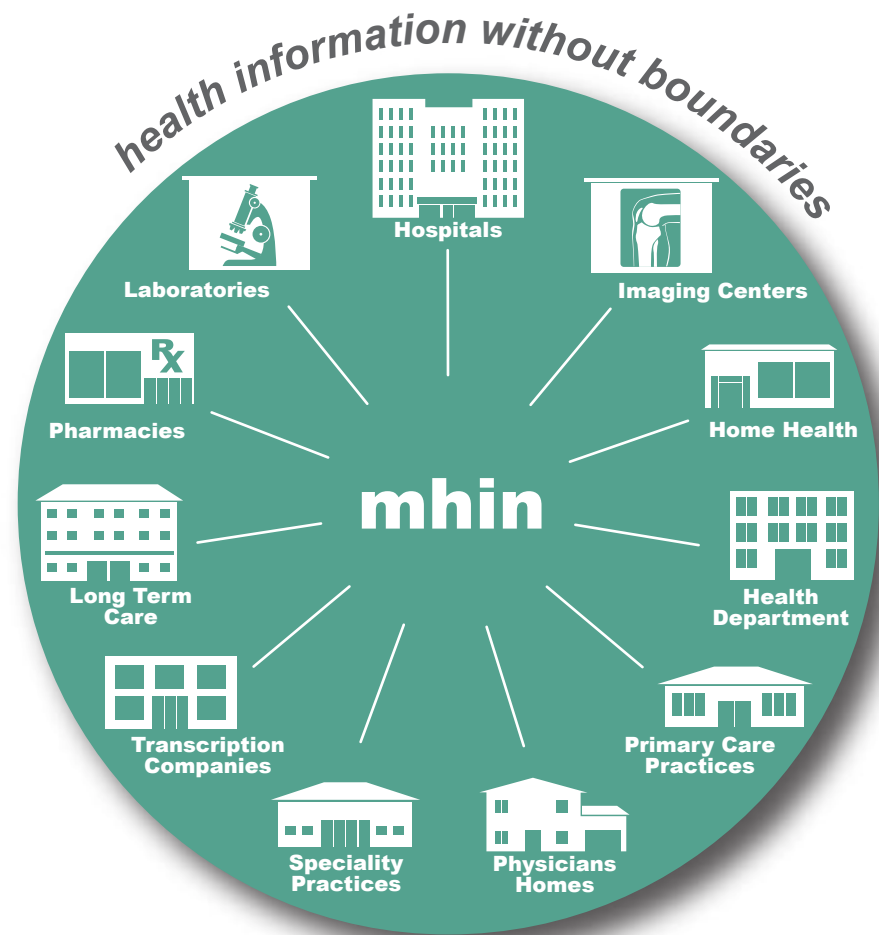 health information without boundaries
Hospitals
Imaging Centers
Home Health
Health
Department
Primary Care
Practices
Physicians
Homes
Speciality
Practices
Transcription
Companies
Long Term
Care
Pharmacies
Rx
Laboratories
mhin